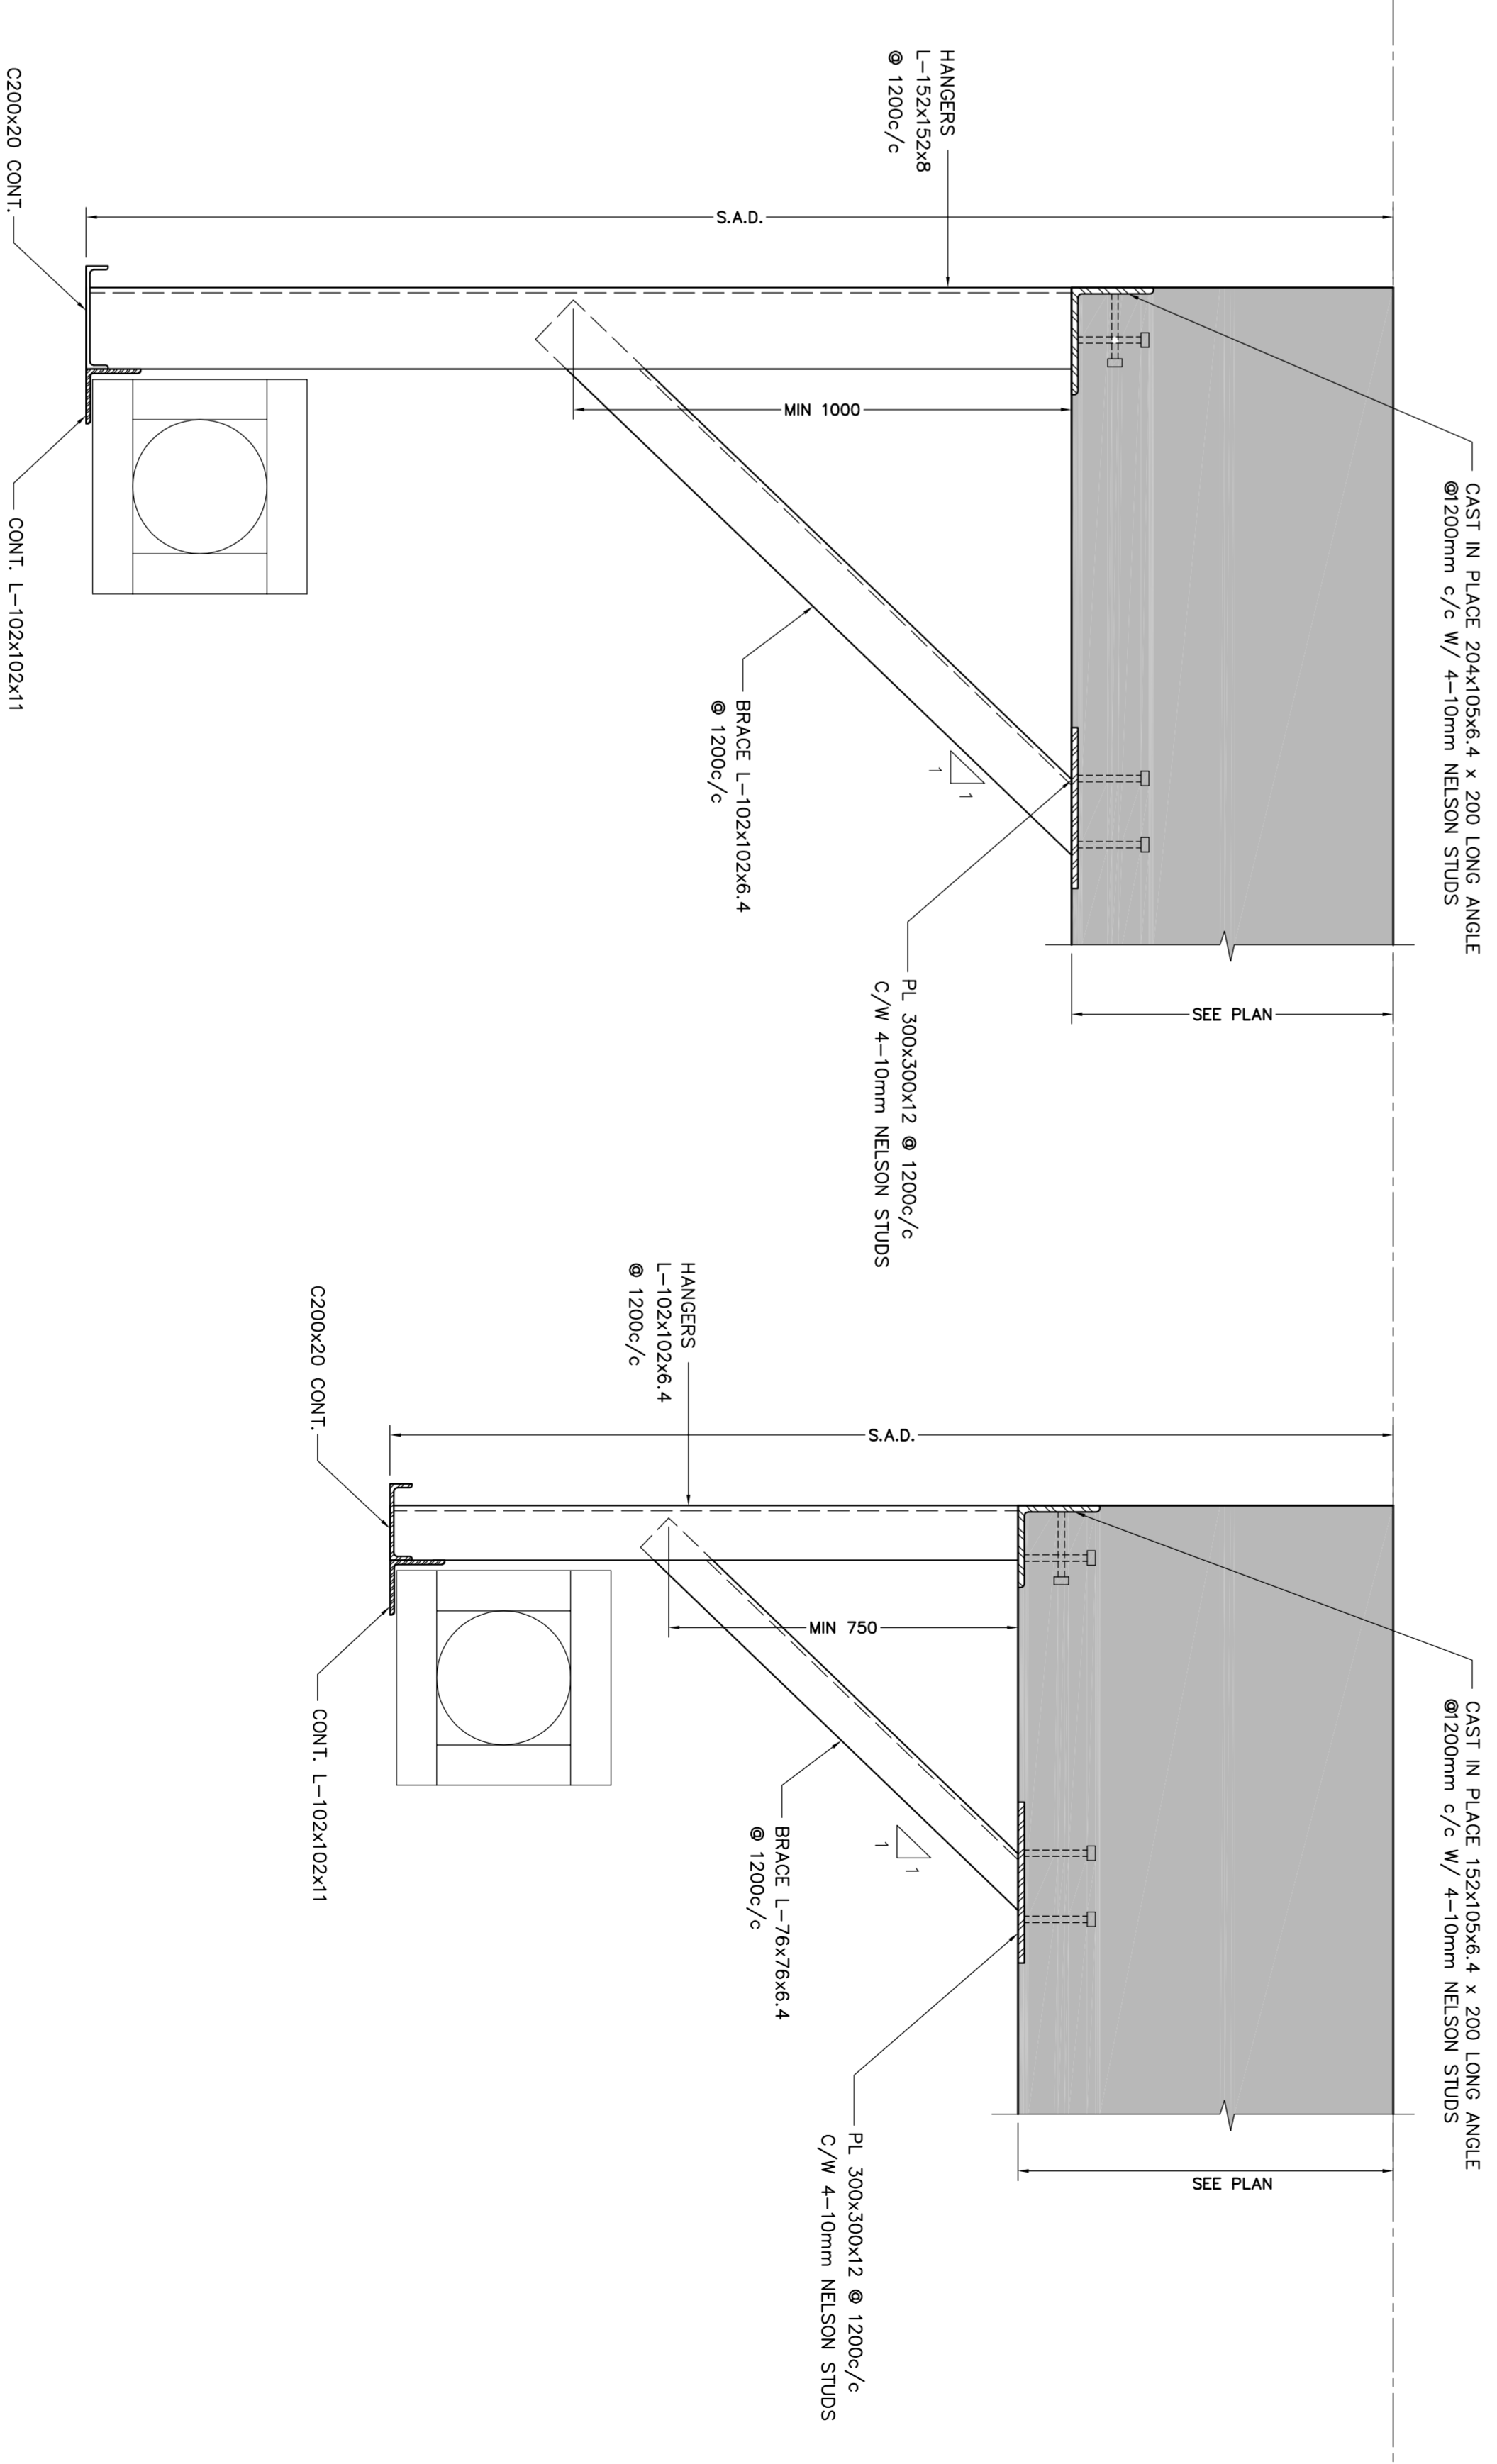 CAST IN PLACE 204x105x6.4 x 200 LONG ANGLE
@1200mm c/c W/ 4-10mm NELSON STUDS
HANGERS
L-152x152x8
@ 1200c/c
S.A.D.
MIN 1000
SEE PLAN
1
1
PL 300x300x12 @ 1200c/c
C/W 4-10mm NELSON STUDS
BRACE L-102x102x6.4
@ 1200c/c
C200x20 CONT.
CONT. L-102x102x11
CAST IN PLACE 152x105x6.4 x 200 LONG ANGLE
@1200mm c/c W/ 4-10mm NELSON STUDS
HANGERS
L-102x102x6.4
@ 1200c/c
S.A.D.
MIN 750
SEE PLAN
1
1
PL 300x300x12 @ 1200c/c
C/W 4-10mm NELSON STUDS
BRACE L-76x76x6.4
@ 1200c/c
C200x20 CONT.
CONT. L-102x102x11